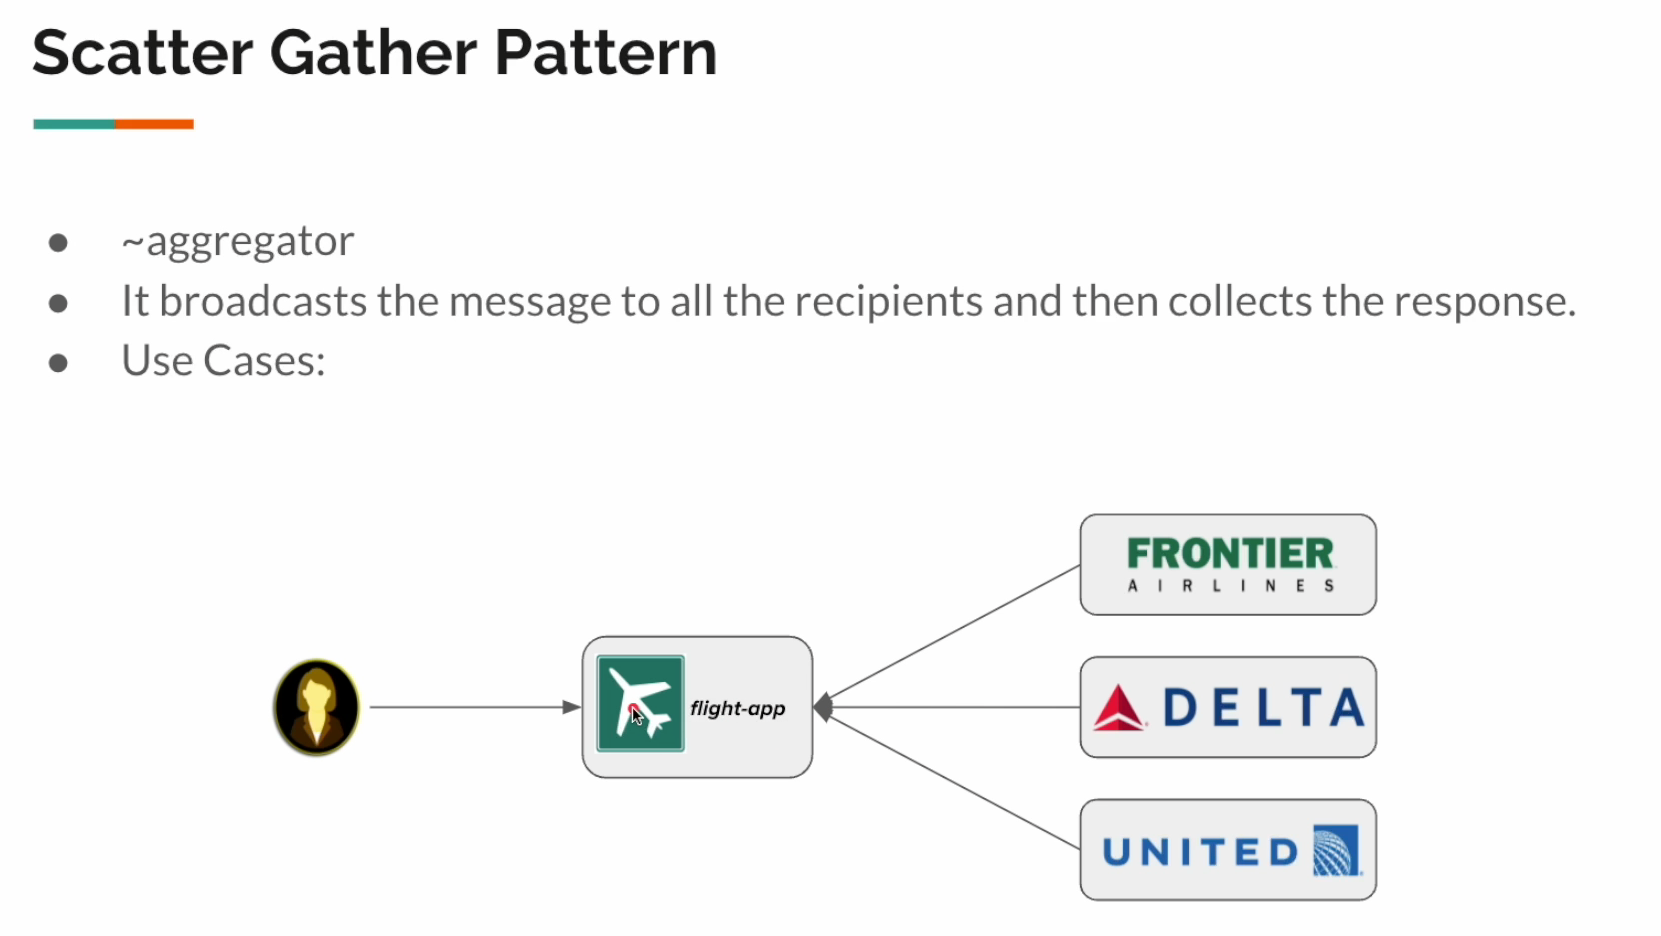 Scatter Gather Pattern
● ~aggregator
● It broadcasts the message to all the recipients and then collects the response.
● Use Cases:
FRONTIER
AIRLINES
flight-app
DELTA
UNITED